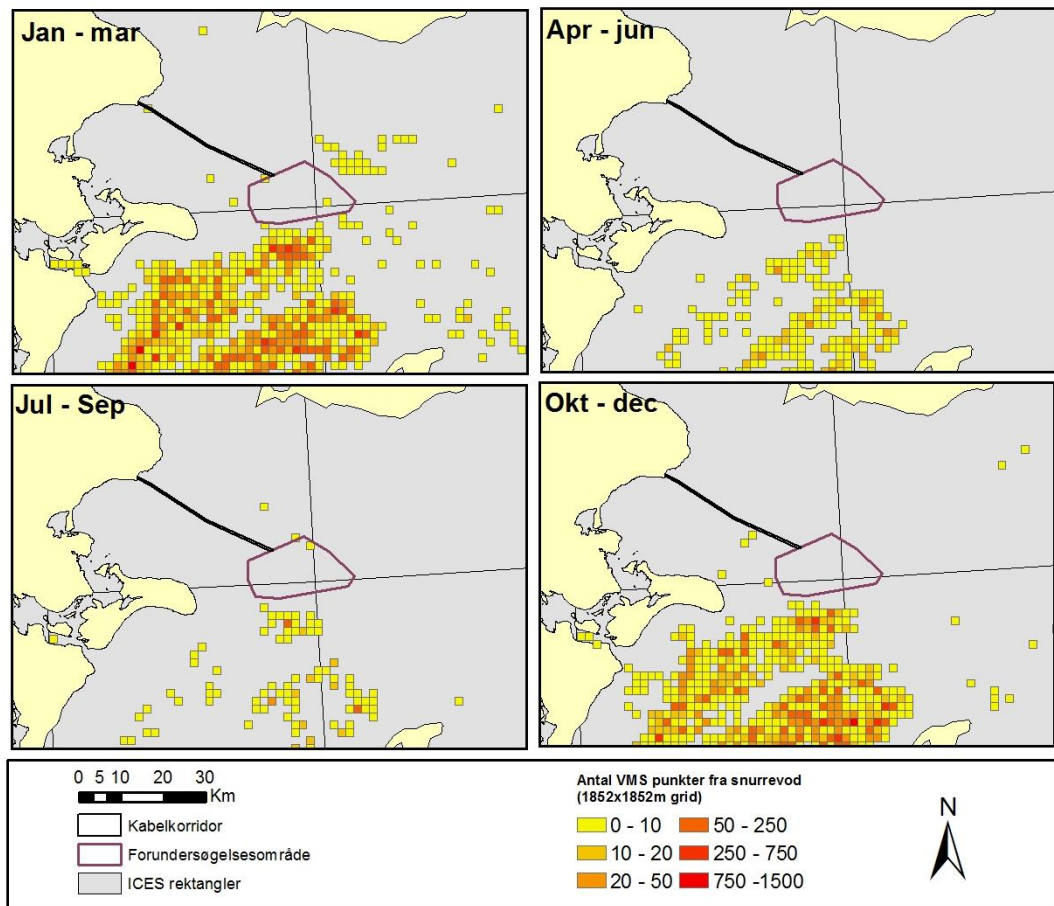 Jan - mar
Apr - jun
Jul - Sep
Okt - dec
0 5 10 20 30
Km
Kabelkorridor
Forundersøgelsesområde
ICES rektangler
Antal VMS punkter fra snurrevod
(1852x1852m grid)
0 - 10
10 - 20
20 - 50
50 - 250
250 - 750
750 -1500
N